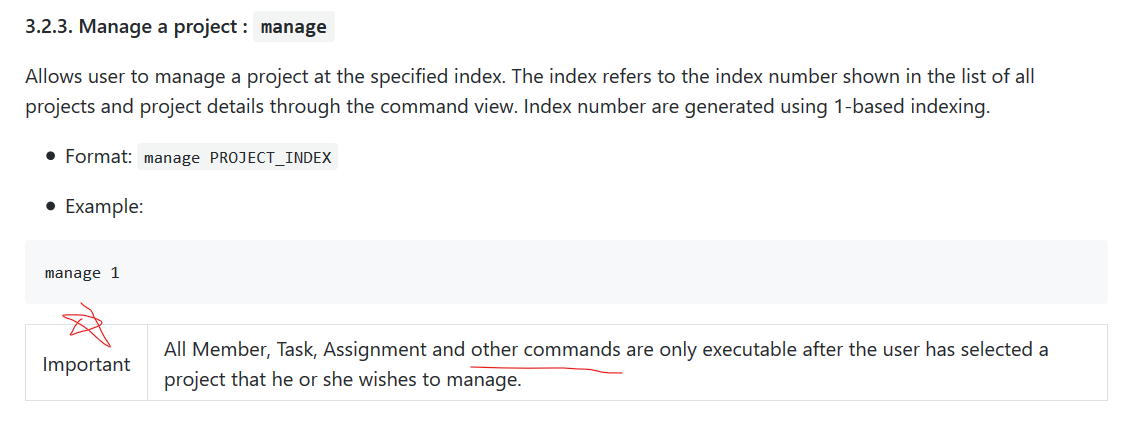 3.2.3. Manage a project : manage
Allows user to manage a project at the specified index. The index refers to the index number shown in the list of all
projects and project details through the command view. Index number are generated using 1-based indexing.
Format: manage PROJECT_INDEX
Example:
manage 1
Important
All Member, Task, Assignment and other commands are only executable after the user has selected a
project that he or she wishes to manage.